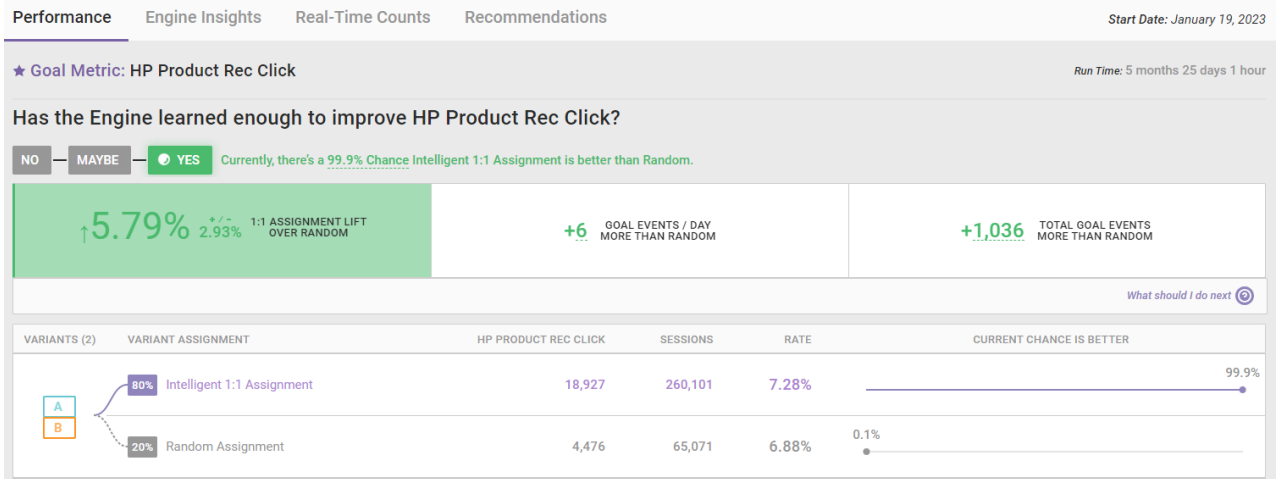 Performance Engine Insights Real-Time Counts Recommendations Start Date: January 19, 2023
★ Goal Metric: HP Product Rec Click Run Time: 5 months 25 days 1 hour
Has the Engine learned enough to improve HP Product Rec Click?
NO MAYBE YES Currently, there's a 99.9% Chance Intelligent 1:1 Assignment is better than Random.
↑5.79% +/- 2.93% 1:1 ASSIGNMENT LIFT OVER RANDOM +6 GOAL EVENTS / DAY MORE THAN RANDOM +1,036 TOTAL GOAL EVENTS MORE THAN RANDOM
What should I do next ?
VARIANTS (2) VARIANT ASSIGNMENT HP PRODUCT REC CLICK SESSIONS RATE CURRENT CHANCE IS BETTER
80% Intelligent 1:1 Assignment 18,927 260,101 7.28% 99.9%
A
B
20% Random Assignment 4,476 65,071 6.88% 0.1%